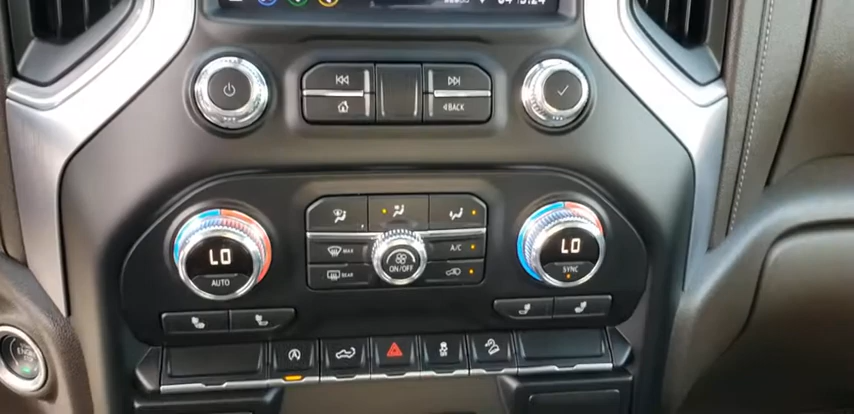 BACK
LO
AUTO
MAX
REAR
ON/OFF
A/C
LO
SYNC